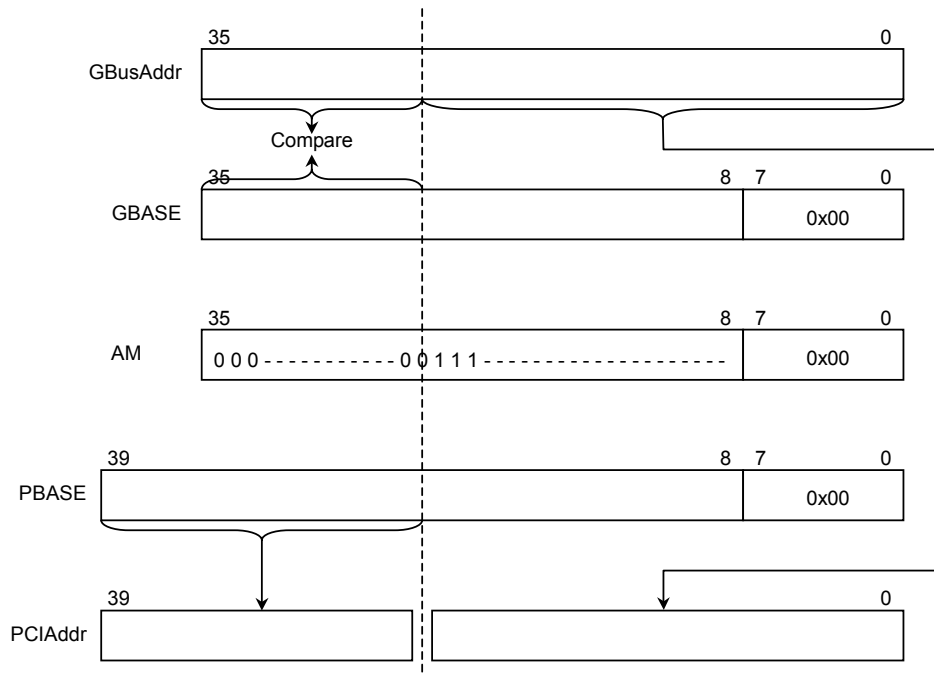 35 0
GBusAddr
Compare
35 8 7 0
GBASE 0x00
35 8 7 0
AM 0 0 0 - - - - - - - - - - - 0 0 1 1 1 - - - - - - - - - - - - - - - - - - - - 0x00
39 8 7 0
PBASE 0x00
39 0
PCIAddr